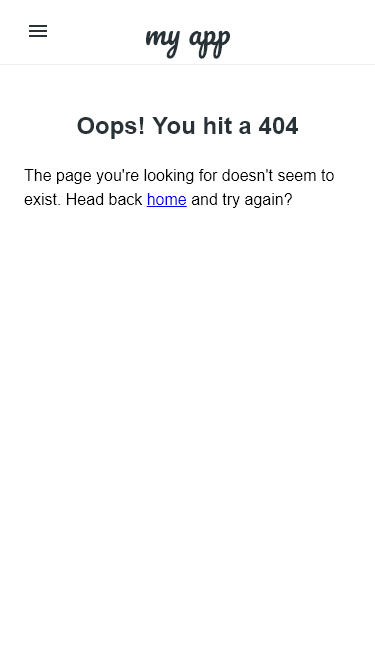 my app
Oops! You hit a 404
The page you're looking for doesn't seem to
exist. Head back home and try again?